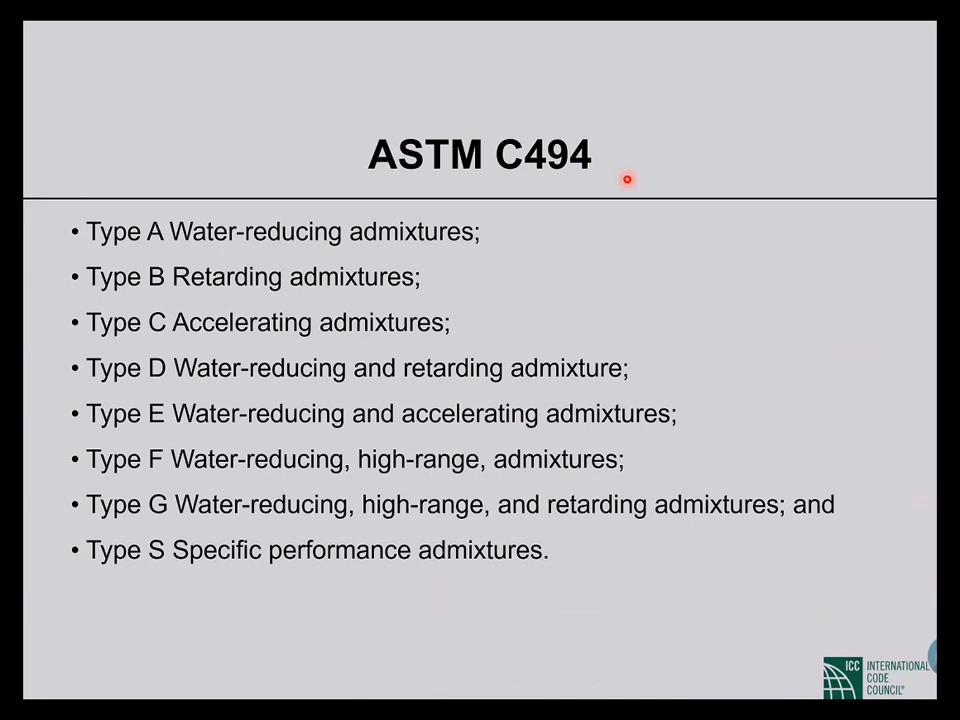 ASTM C494
• Type A Water-reducing admixtures;
• Type B Retarding admixtures;
• Type C Accelerating admixtures;
• Type D Water-reducing and retarding admixture;
• Type E Water-reducing and accelerating admixtures;
• Type F Water-reducing, high-range, admixtures;
• Type G Water-reducing, high-range, and retarding admixtures; and
• Type S Specific performance admixtures.
ICC
INTERNATIONAL
CODE
COUNCIL®